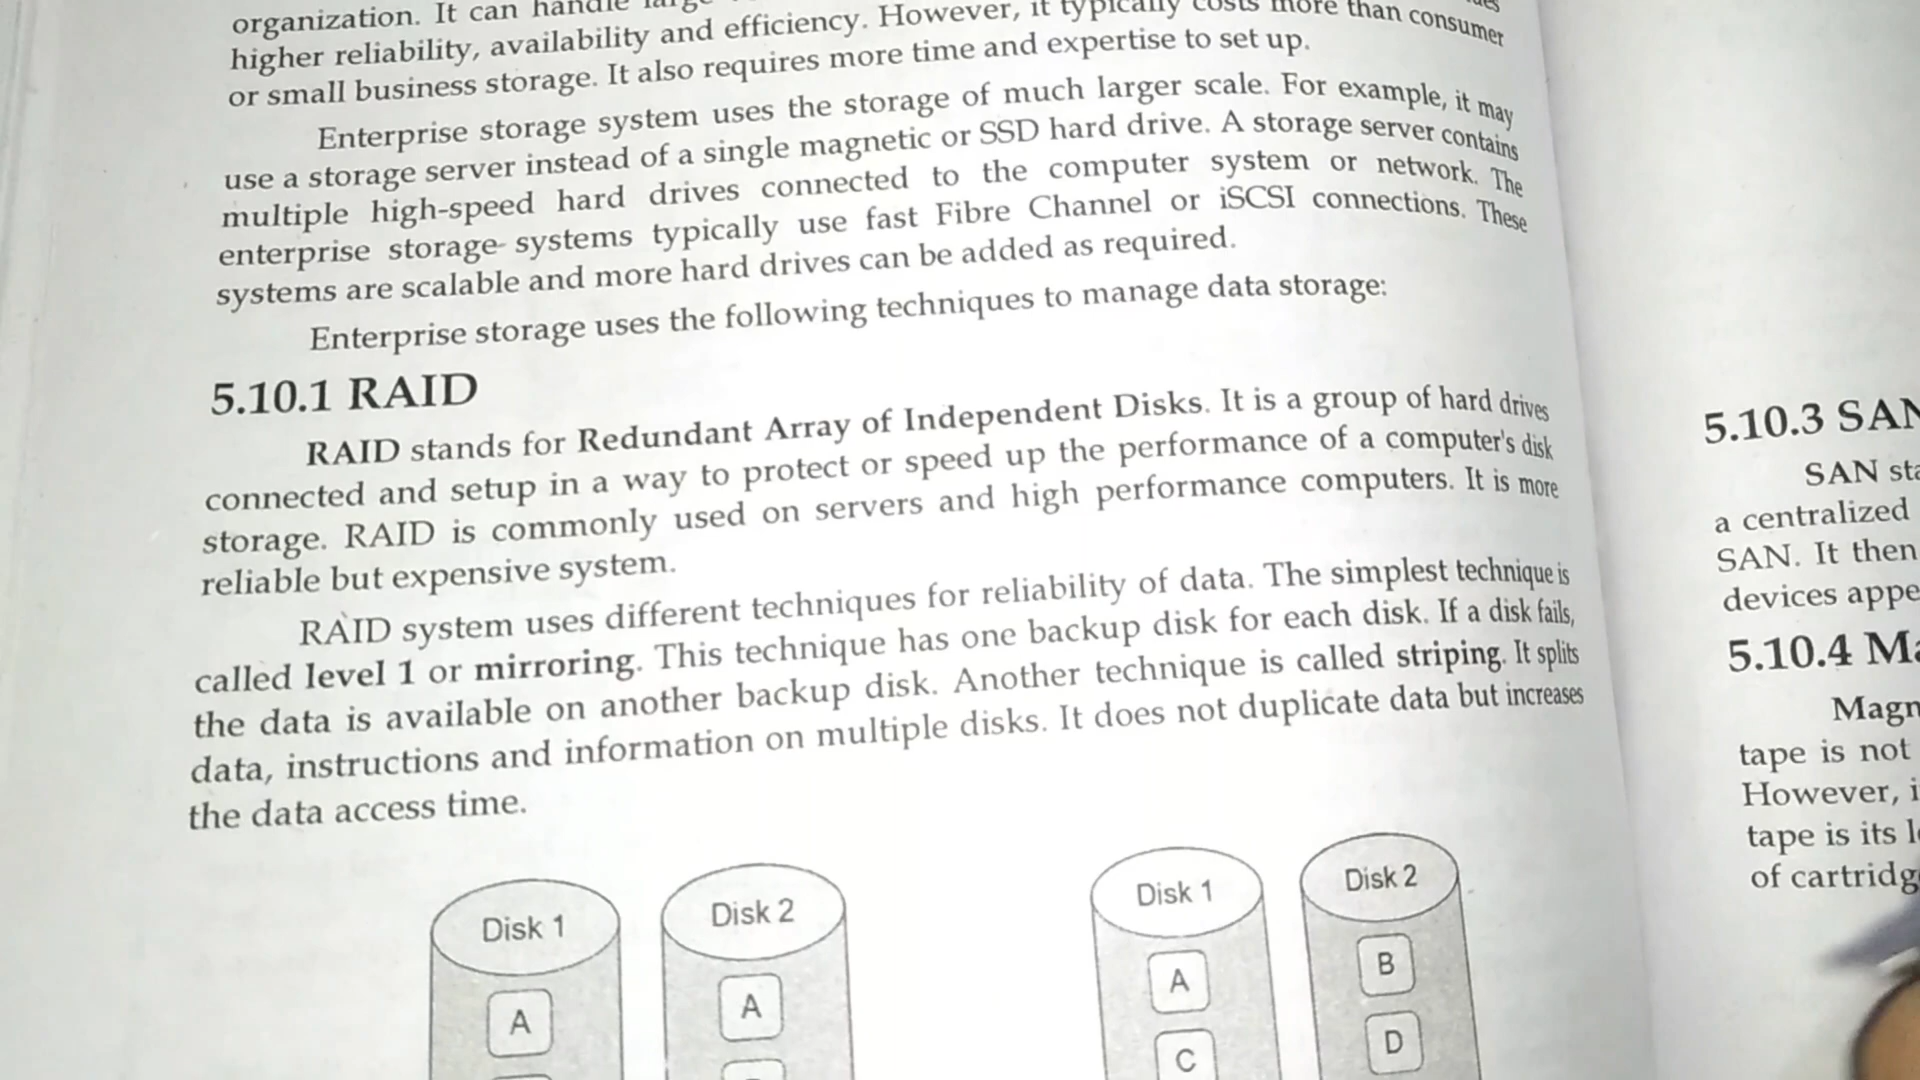 organization. It can handle large
higher reliability, availability and efficiency. However, it typically costs more than consumer
or small business storage. It also requires more time and expertise to set up.
Enterprise storage system uses the storage of much larger scale. For example, it may
use a storage server instead of a single magnetic or SSD hard drive. A storage server contains
multiple high-speed hard drives connected to the computer system or network. The
enterprise storage systems typically use fast Fibre Channel or iSCSI connections. These
systems are scalable and more hard drives can be added as required.
Enterprise storage uses the following techniques to manage data storage:
5.10.1 RAID
RAID stands for Redundant Array of Independent Disks. It is a group of hard drives
connected and setup in a way to protect or speed up the performance of a computer's disk
storage. RAID is commonly used on servers and high performance computers. It is more
reliable but expensive system.
RAID system uses different techniques for reliability of data. The simplest technique is
called level 1 or mirroring. This technique has one backup disk for each disk. If a disk fails,
the data is available on another backup disk. Another technique is called striping. It splits
data, instructions and information on multiple disks. It does not duplicate data but increases
the data access time.
Disk 1
Disk 2
Disk 1
Disk 2
A
A
A
B
C
D
5.10.3 SAN
SAN sta
a centralized
SAN. It then
devices appe
5.10.4 Ma
Magn
tape is not
However, i
tape is its l
of cartridg